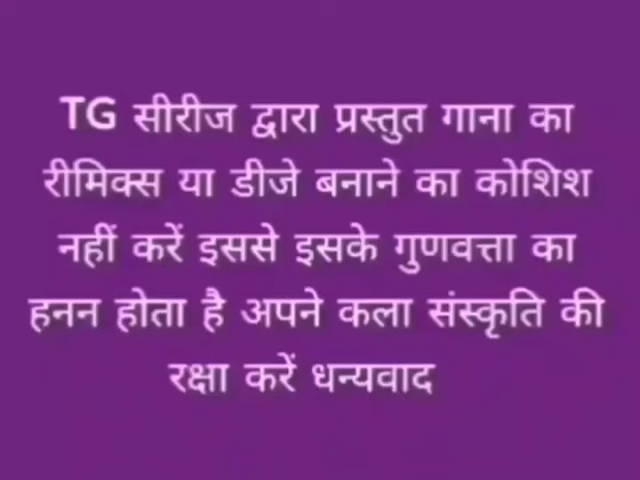 TG सीरीज द्वारा प्रस्तुत गाना का
रीमिक्स या डीजे बनाने का कोशिश
नहीं करें इससे इसके गुणवत्ता का
हनन होता है अपने कला संस्कृति की
रक्षा करें धन्यवाद